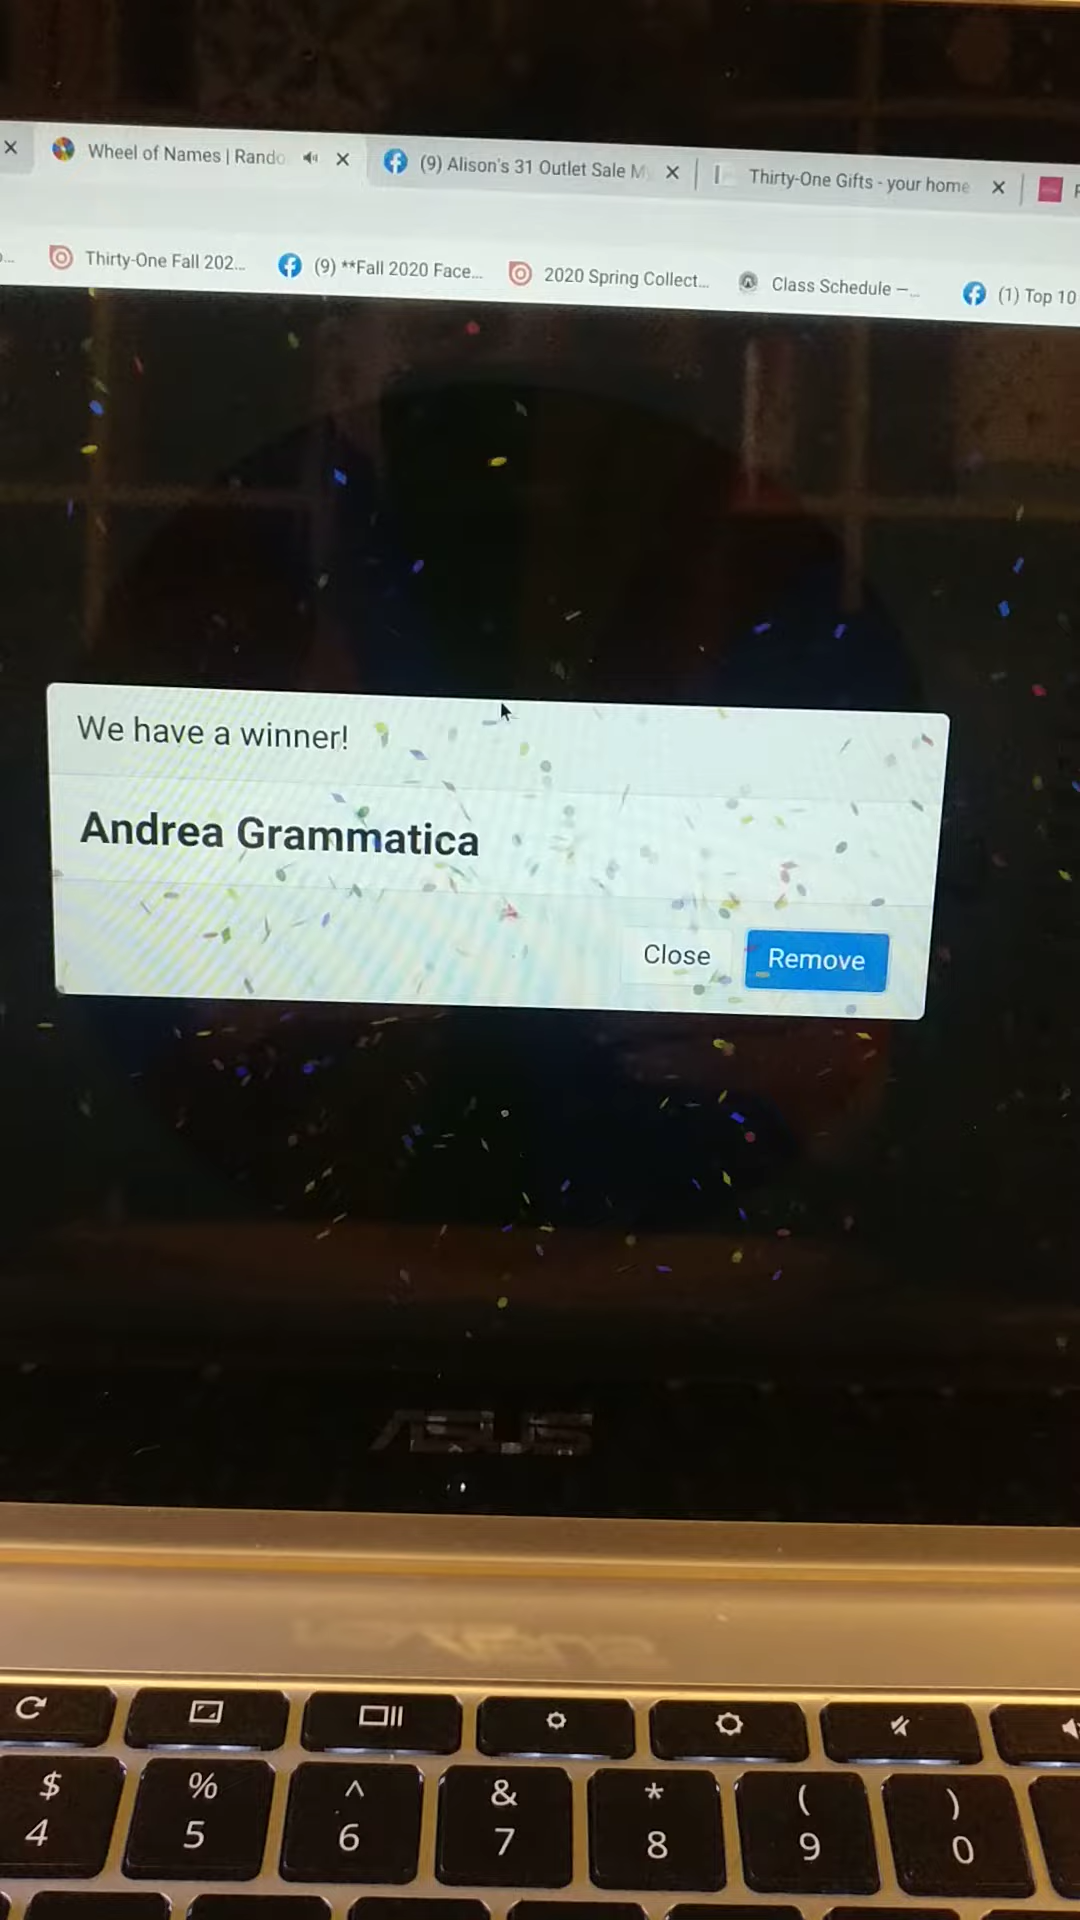 Wheel of Names | Rando
(9) Alison's 31 Outlet Sale M
Thirty-One Gifts - your home
Thirty-One Fall 202...
(9) **Fall 2020 Face...
2020 Spring Collect...
Class Schedule —...
(1) Top 10
We have a winner!
Andrea Grammatica
Close
Remove
ASUS
$ % ^ & * ( )
4 5 6 7 8 9 0